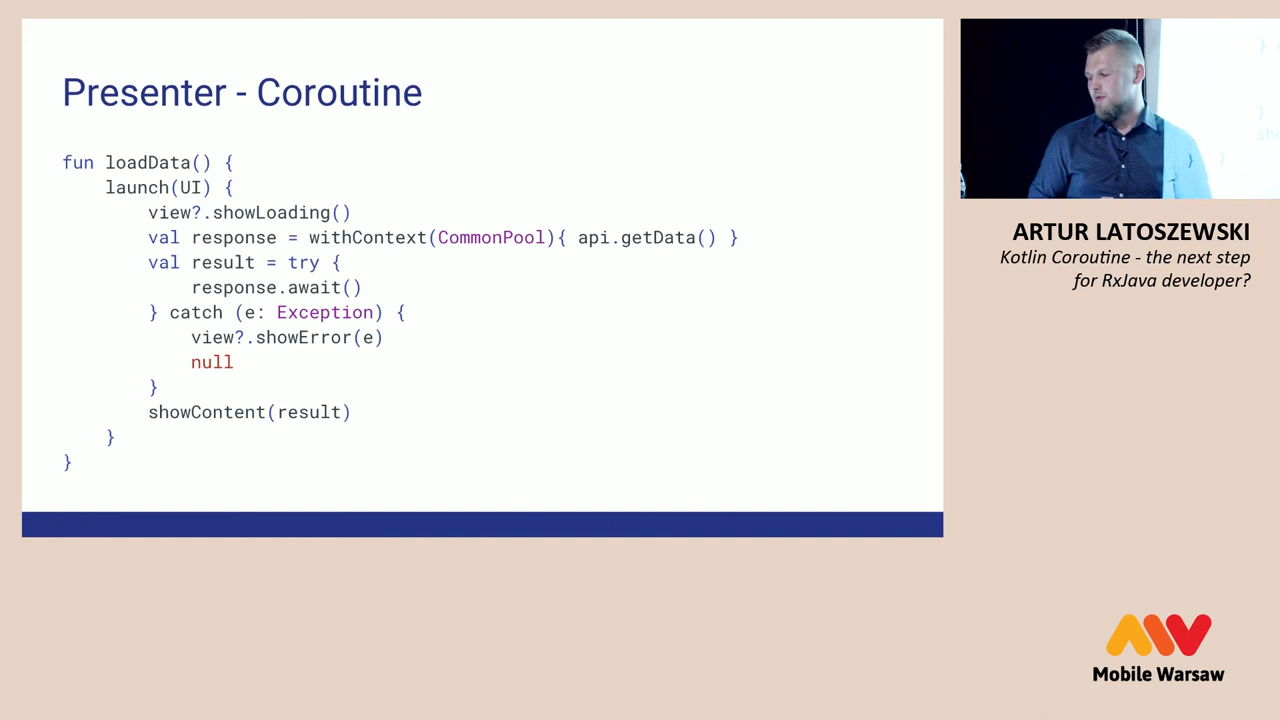 Presenter - Coroutine
fun loadData() {
launch(UI) {
view?.showLoading()
val response = withContext(CommonPool){ api.getData() }
val result = try {
response.await()
} catch (e: Exception) {
view?.showError(e)
null
}
showContent(result)
}
}
ARTUR LATOSZEWSKI
Kotlin Coroutine - the next step
for RxJava developer?
Mobile Warsaw